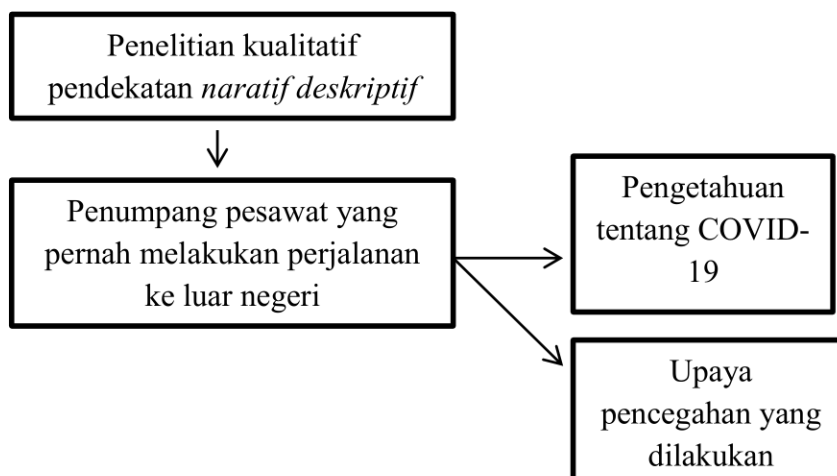 Penelitian kualitatif
pendekatan naratif deskriptif
Penumpang pesawat yang
pernah melakukan perjalanan
ke luar negeri
Pengetahuan
tentang COVID-
19
Upaya
pencegahan yang
dilakukan